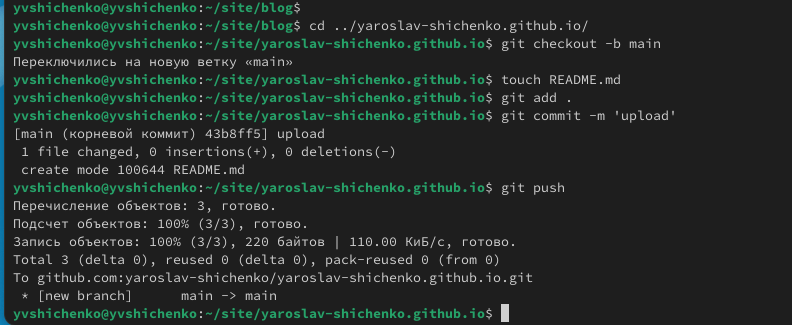 yvshichenko@yvshichenko:~/site/blog$
yvshichenko@yvshichenko:~/site/blog$ cd ../yaroslav-shichenko.github.io/
yvshichenko@yvshichenko:~/site/yaroslav-shichenko.github.io$ git checkout -b main
Переключились на новую ветку «main»
yvshichenko@yvshichenko:~/site/yaroslav-shichenko.github.io$ touch README.md
yvshichenko@yvshichenko:~/site/yaroslav-shichenko.github.io$ git add .
yvshichenko@yvshichenko:~/site/yaroslav-shichenko.github.io$ git commit -m 'upload'
[main (корневой коммит) 43b8ff5] upload
 1 file changed, 0 insertions(+), 0 deletions(-)
 create mode 100644 README.md
yvshichenko@yvshichenko:~/site/yaroslav-shichenko.github.io$ git push
Перечисление объектов: 3, готово.
Подсчет объектов: 100% (3/3), готово.
Запись объектов: 100% (3/3), 220 байтов | 110.00 КиБ/с, готово.
Total 3 (delta 0), reused 0 (delta 0), pack-reused 0 (from 0)
To github.com:yaroslav-shichenko/yaroslav-shichenko.github.io.git
 * [new branch]      main -> main
yvshichenko@yvshichenko:~/site/yaroslav-shichenko.github.io$